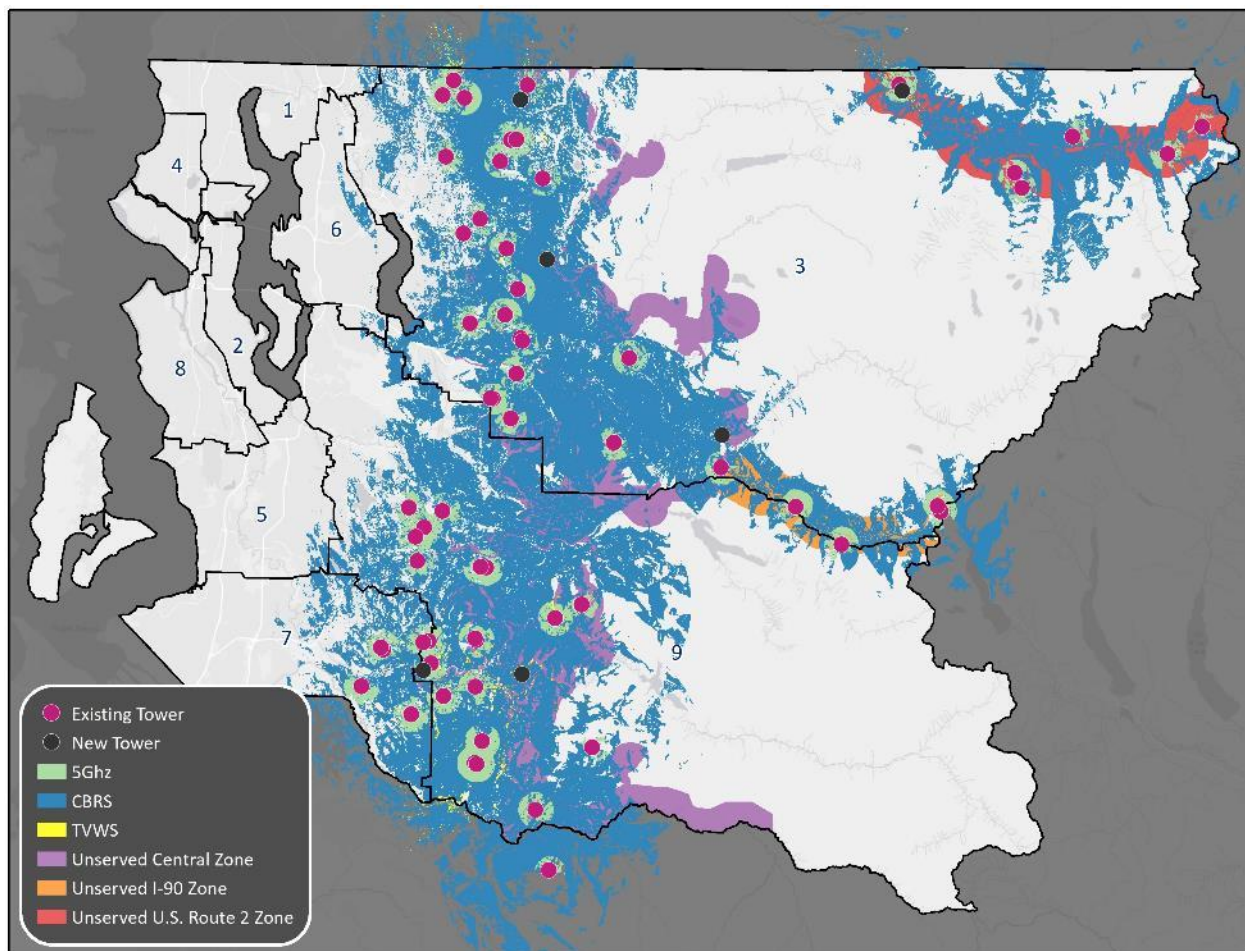 1
4
6
3
2
8
5
7
9
Existing Tower
New Tower
5Ghz
CBRS
TVWS
Unserved Central Zone
Unserved I-90 Zone
Unserved U.S. Route 2 Zone